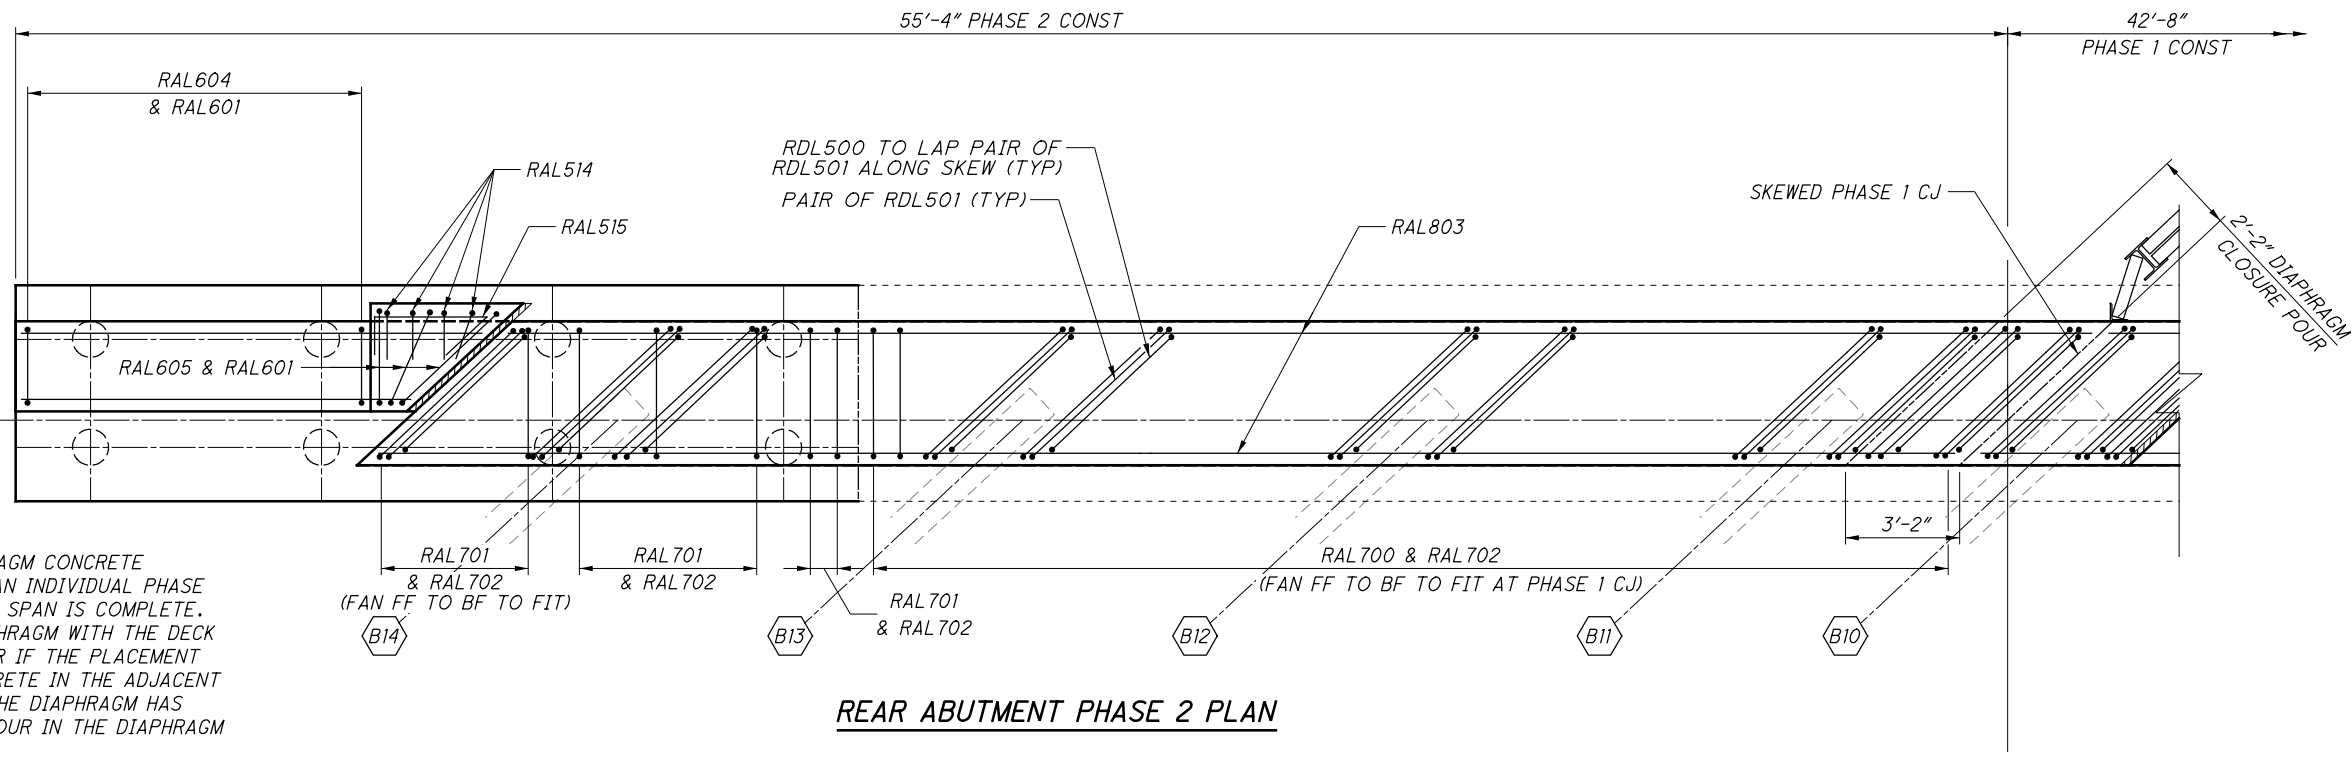 55'-4" PHASE 2 CONST
42'-8"
PHASE 1 CONST
RAL604
& RAL601
RAL514
RAL515
RDL500 TO LAP PAIR OF
RDL501 ALONG SKEW (TYP)
PAIR OF RDL501 (TYP)
RAL803
SKEWED PHASE 1 CJ
2'-2" DIAPHRAGM
CLOSURE POUR
RAL605 & RAL601
3'-2"
RAL701
& RAL702
(FAN FF TO BF TO FIT)
RAL701
& RAL702
RAL701
& RAL702
RAL700 & RAL702
(FAN FF TO BF TO FIT AT PHASE 1 CJ)
B14
B13
B12
B11
B10
AGM CONCRETE
AN INDIVIDUAL PHASE
SPAN IS COMPLETE.
HRAGM WITH THE DECK
R IF THE PLACEMENT
RETE IN THE ADJACENT
HE DIAPHRAGM HAS
OUR IN THE DIAPHRAGM
REAR ABUTMENT PHASE 2 PLAN